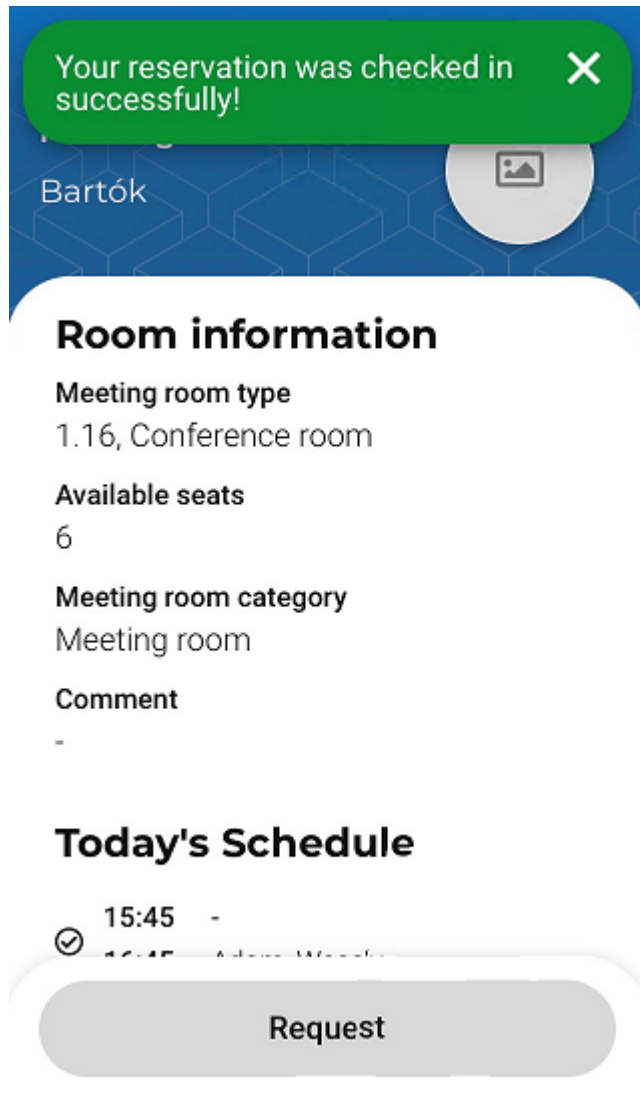 Your reservation was checked in
successfully!
Bartók
Room information
Meeting room type
1.16, Conference room
Available seats
6
Meeting room category
Meeting room
Comment
-
Today's Schedule
15:45 -
Request